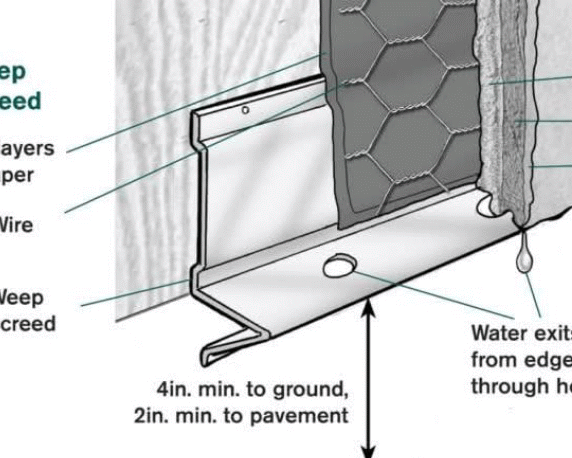 eep
eed
ayers
per
Wire
Weep
creed
4in. min. to ground,
2in. min. to pavement
Water exits
from edge
through ho